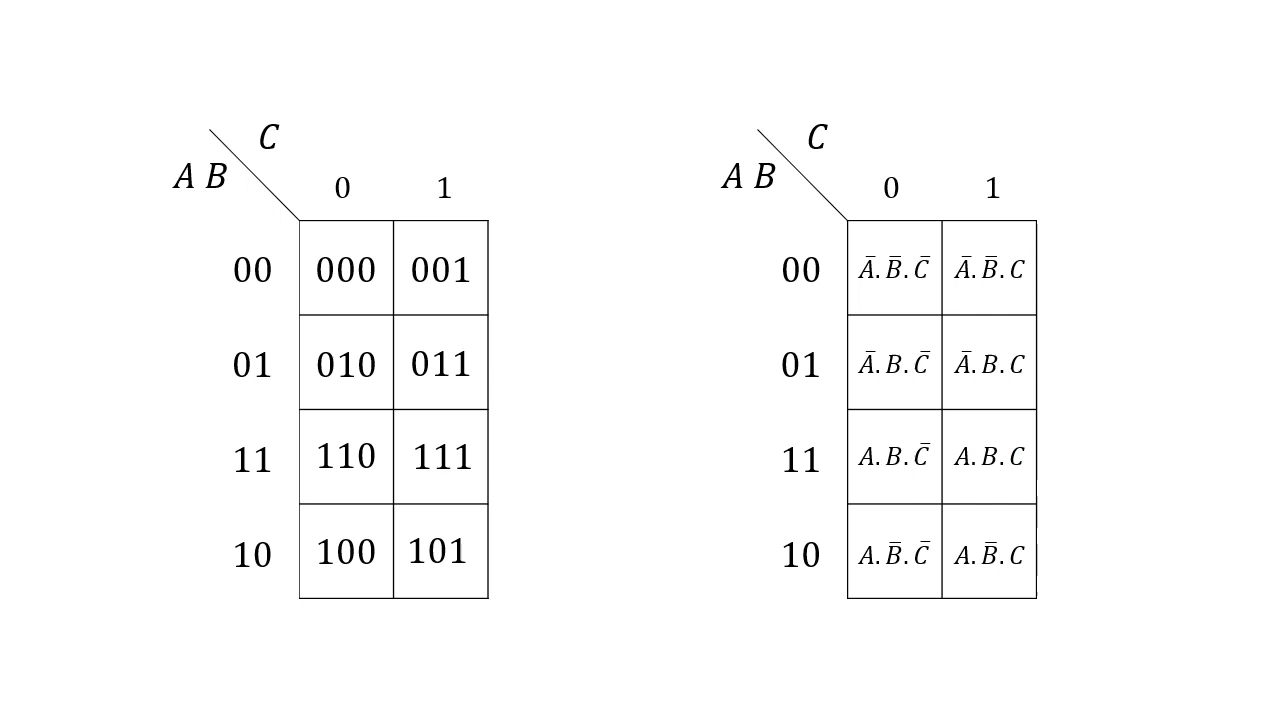 C C
A B A B
0 1 0 1
00 000 001 00 A̅.B̅.C̅ A̅.B̅.C
01 010 011 01 A̅.B.C̅ A̅.B.C
11 110 111 11 A.B.C̅ A.B.C
10 100 101 10 A.B̅.C̅ A.B̅.C